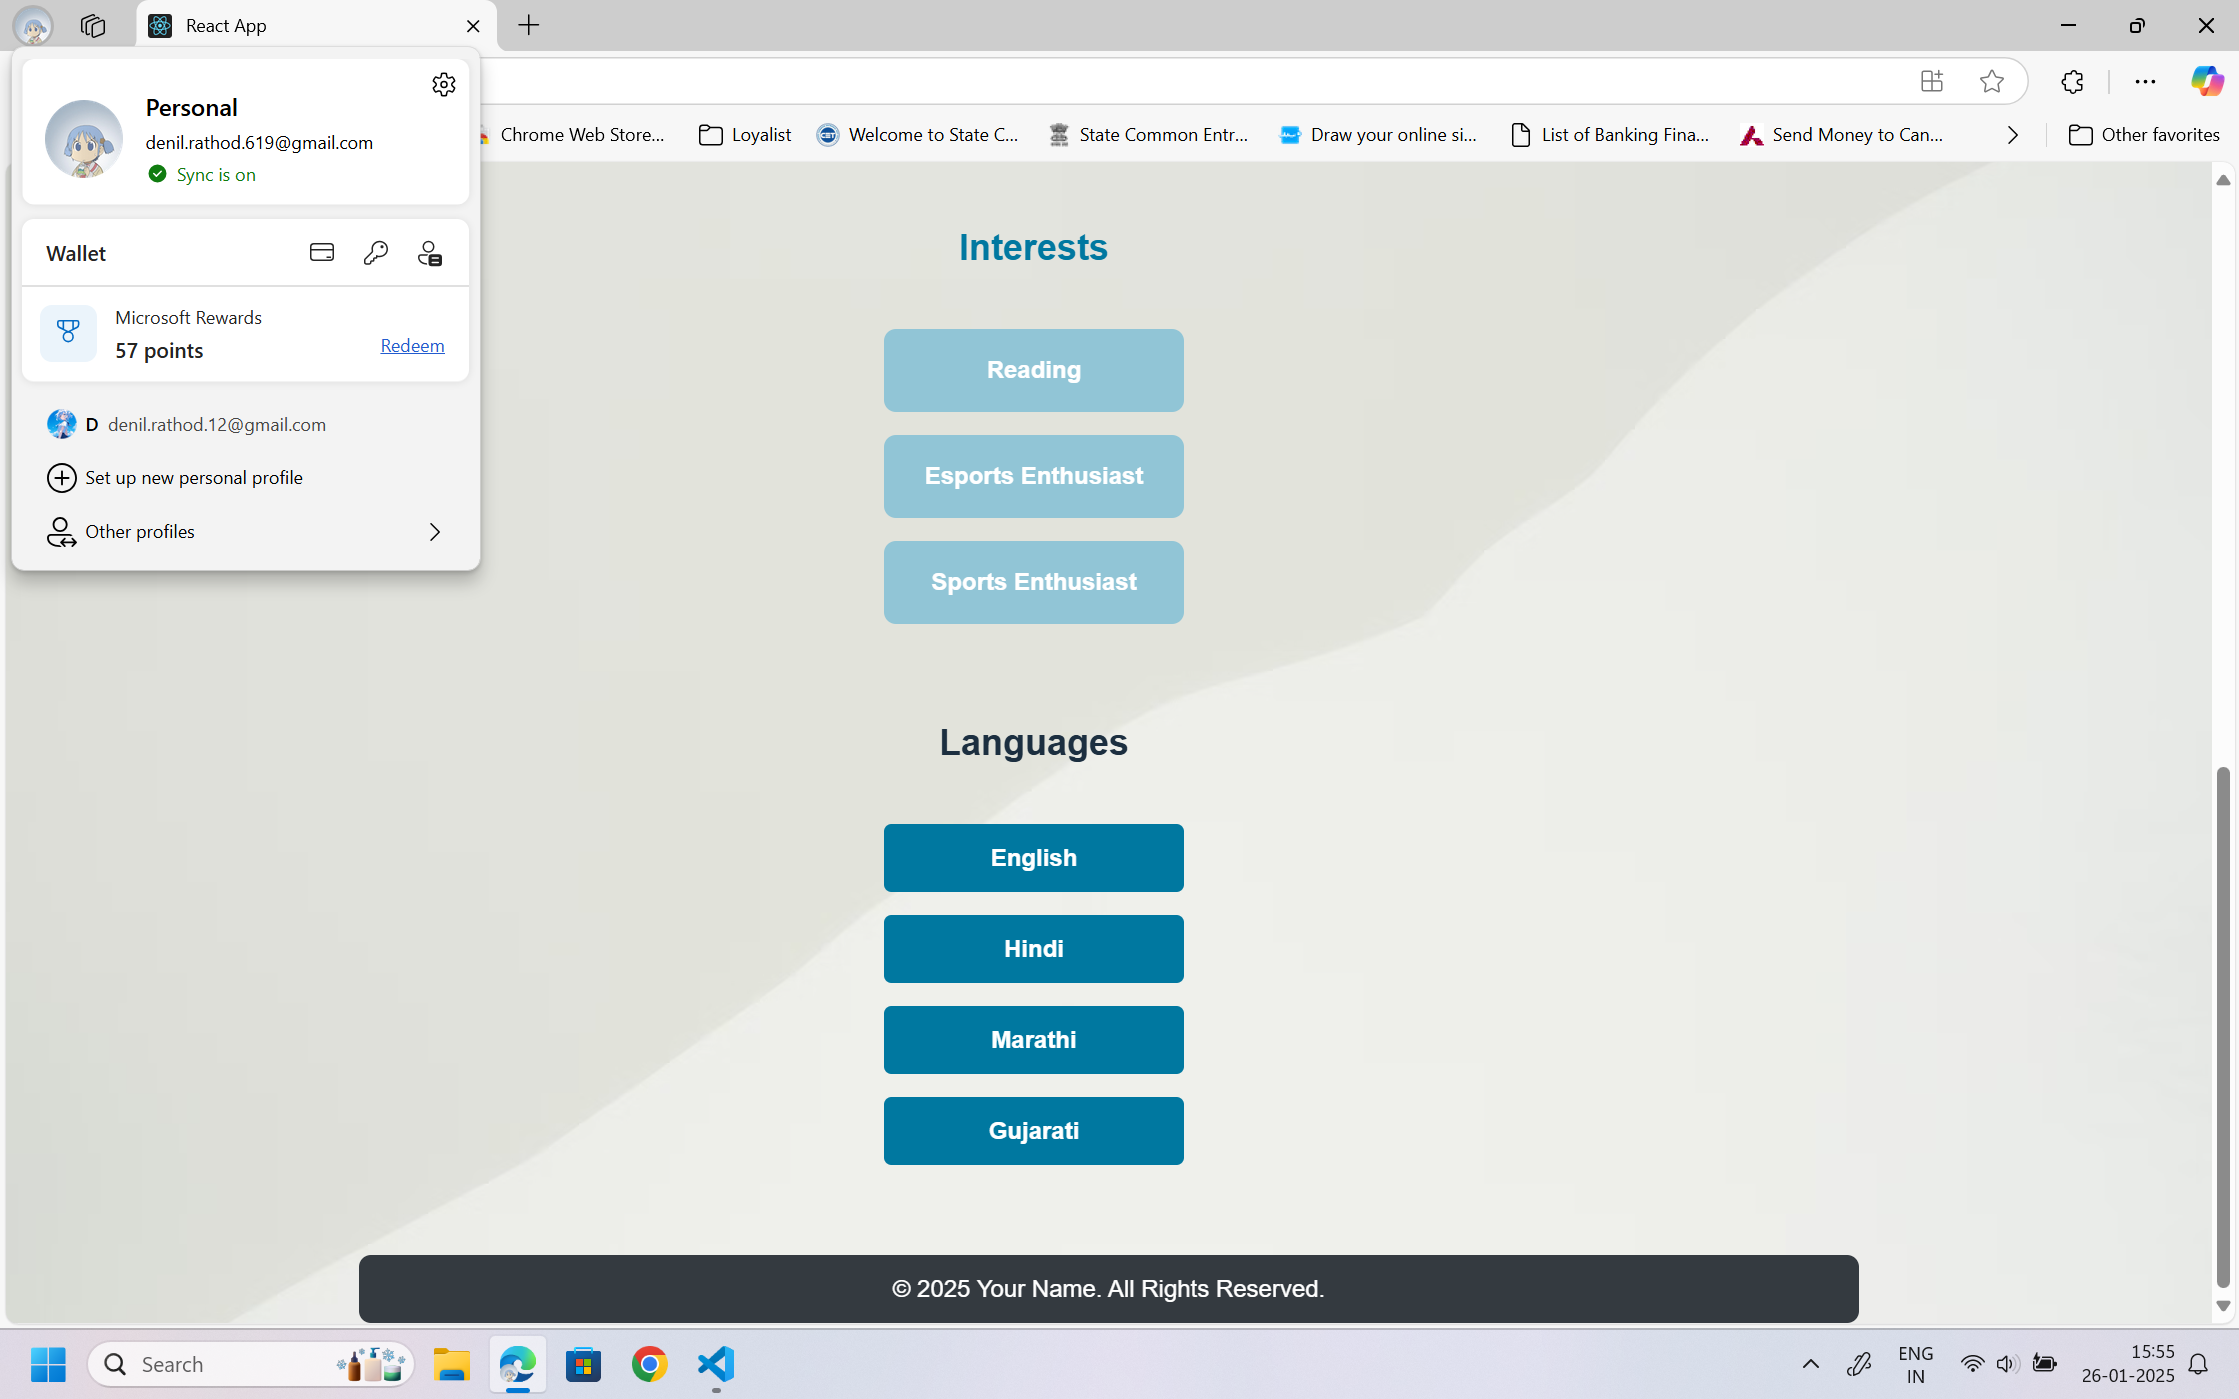 React App
Personal
denil.rathod.619@gmail.com
Sync is on
Wallet
Microsoft Rewards
57 points
Redeem
D denil.rathod.12@gmail.com
Set up new personal profile
Other profiles
Chrome Web Store... Loyalist Welcome to State C... State Common Entr... Draw your online si... List of Banking Fina... Send Money to Can... Other favorites
Interests
Reading
Esports Enthusiast
Sports Enthusiast
Languages
English
Hindi
Marathi
Gujarati
© 2025 Your Name. All Rights Reserved.
Search
ENG
IN
15:55
26-01-2025